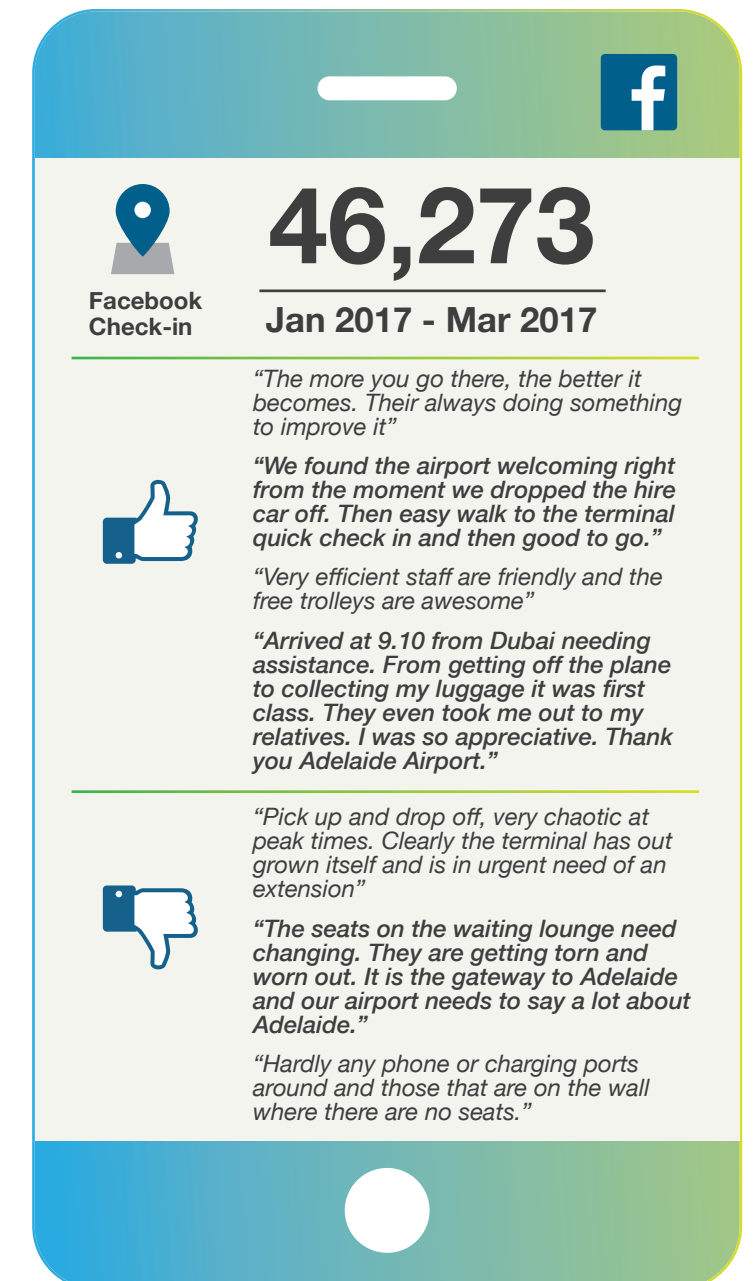 f
46,273
Facebook
Check-in
Jan 2017 - Mar 2017
“The more you go there, the better it
becomes. Their always doing something
to improve it”
“We found the airport welcoming right
from the moment we dropped the hire
car off. Then easy walk to the terminal
quick check in and then good to go.”
“Very efficient staff are friendly and the
free trolleys are awesome”
“Arrived at 9.10 from Dubai needing
assistance. From getting off the plane
to collecting my luggage it was first
class. They even took me out to my
relatives. I was so appreciative. Thank
you Adelaide Airport.”
“Pick up and drop off, very chaotic at
peak times. Clearly the terminal has out
grown itself and is in urgent need of an
extension”
“The seats on the waiting lounge need
changing. They are getting torn and
worn out. It is the gateway to Adelaide
and our airport needs to say a lot about
Adelaide.”
“Hardly any phone or charging ports
around and those that are on the wall
where there are no seats.”